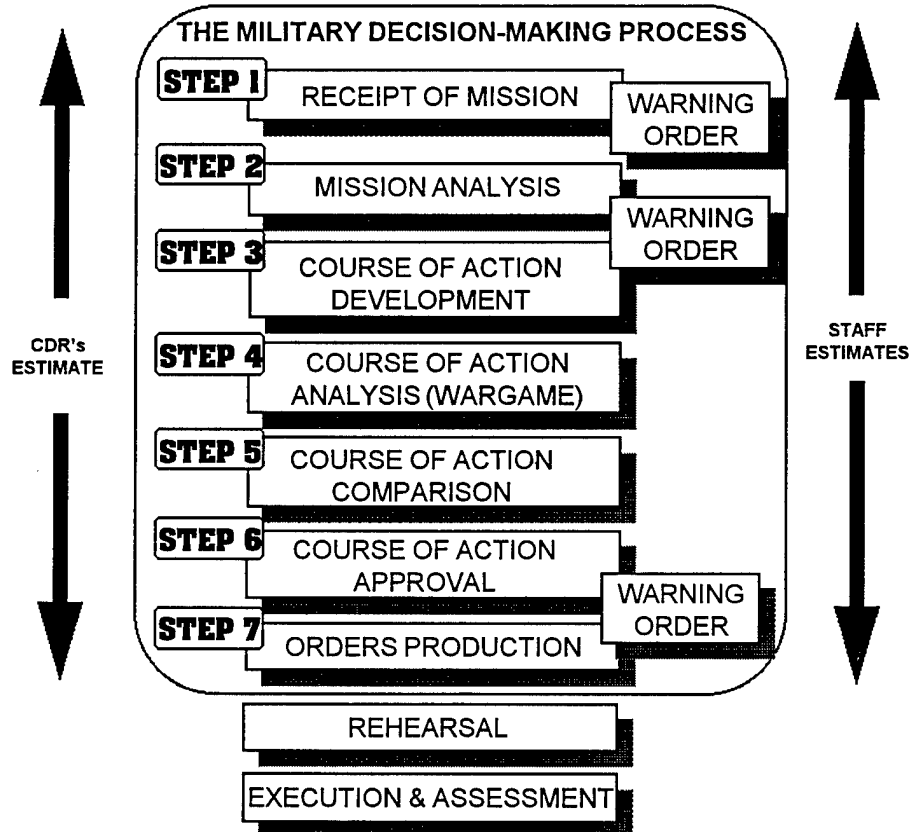 THE MILITARY DECISION-MAKING PROCESS
STEP 1
RECEIPT OF MISSION
WARNING
ORDER
STEP 2
MISSION ANALYSIS
WARNING
ORDER
STEP 3
COURSE OF ACTION
DEVELOPMENT
CDR's
ESTIMATE
STAFF
ESTIMATES
STEP 4
COURSE OF ACTION
ANALYSIS (WARGAME)
STEP 5
COURSE OF ACTION
COMPARISON
STEP 6
COURSE OF ACTION
APPROVAL
WARNING
ORDER
STEP 7
ORDERS PRODUCTION
REHEARSAL
EXECUTION & ASSESSMENT